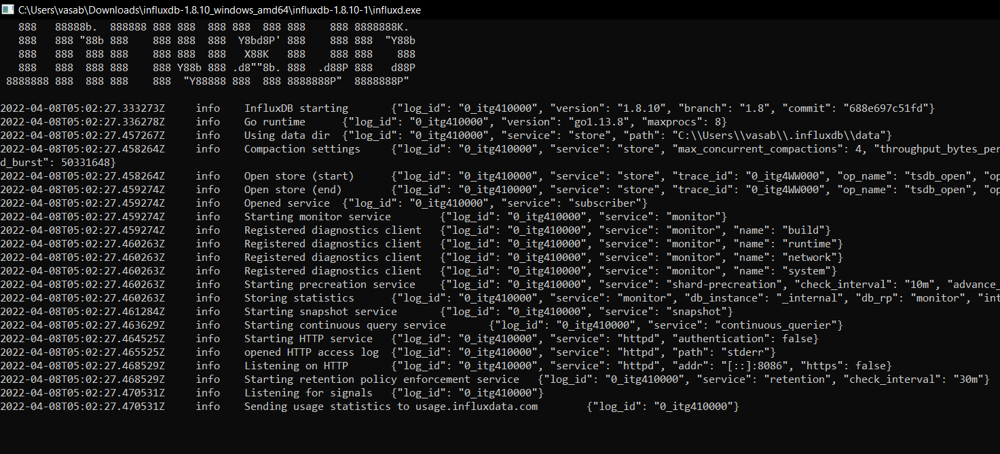 C:\Users\vasab\Downloads\influxdb-1.8.10_windows_amd64\influxdb-1.8.10-1\influxd.exe
  888   88888b.  888888 888 888  888 888  888 888    888 8888888K.
  888   888 "88b 888    888 888  888  Y8bd8P' 888    888 888  "Y88b
  888   888  888 888    888 888  888   X88K   888    888 888    888
  888   888  888 888    888 Y88b 888 .d8""8b. 888  .d88P 888   d88P
8888888 888  888 888    888  "Y88888 888  888 8888888P"  8888888P"
2022-04-08T05:02:27.333273Z     info    InfluxDB starting       {"log_id": "0_itg410000", "version": "1.8.10", "branch": "1.8", "commit": "688e697c51fd"}
2022-04-08T05:02:27.336278Z     info    Go runtime      {"log_id": "0_itg410000", "version": "go1.13.8", "maxprocs": 8}
2022-04-08T05:02:27.457267Z     info    Using data dir  {"log_id": "0_itg410000", "service": "store", "path": "C:\\Users\\vasab\\.influxdb\\data"}
2022-04-08T05:02:27.458264Z     info    Compaction settings     {"log_id": "0_itg410000", "service": "store", "max_concurrent_compactions": 4, "throughput_bytes_per
d_burst": 50331648}
2022-04-08T05:02:27.458264Z     info    Open store (start)      {"log_id": "0_itg410000", "service": "store", "trace_id": "0_itg4WW000", "op_name": "tsdb_open", "op
2022-04-08T05:02:27.459274Z     info    Open store (end)        {"log_id": "0_itg410000", "service": "store", "trace_id": "0_itg4WW000", "op_name": "tsdb_open", "op
2022-04-08T05:02:27.459274Z     info    Opened service  {"log_id": "0_itg410000", "service": "subscriber"}
2022-04-08T05:02:27.459274Z     info    Starting monitor service        {"log_id": "0_itg410000", "service": "monitor"}
2022-04-08T05:02:27.459274Z     info    Registered diagnostics client   {"log_id": "0_itg410000", "service": "monitor", "name": "build"}
2022-04-08T05:02:27.460263Z     info    Registered diagnostics client   {"log_id": "0_itg410000", "service": "monitor", "name": "runtime"}
2022-04-08T05:02:27.460263Z     info    Registered diagnostics client   {"log_id": "0_itg410000", "service": "monitor", "name": "network"}
2022-04-08T05:02:27.460263Z     info    Registered diagnostics client   {"log_id": "0_itg410000", "service": "monitor", "name": "system"}
2022-04-08T05:02:27.460263Z     info    Starting precreation service    {"log_id": "0_itg410000", "service": "shard-precreation", "check_interval": "10m", "advance_
2022-04-08T05:02:27.460263Z     info    Storing statistics      {"log_id": "0_itg410000", "service": "monitor", "db_instance": "_internal", "db_rp": "monitor", "int
2022-04-08T05:02:27.461284Z     info    Starting snapshot service       {"log_id": "0_itg410000", "service": "snapshot"}
2022-04-08T05:02:27.463629Z     info    Starting continuous query service       {"log_id": "0_itg410000", "service": "continuous_querier"}
2022-04-08T05:02:27.464525Z     info    Starting HTTP service   {"log_id": "0_itg410000", "service": "httpd", "authentication": false}
2022-04-08T05:02:27.465525Z     info    opened HTTP access log  {"log_id": "0_itg410000", "service": "httpd", "path": "stderr"}
2022-04-08T05:02:27.468529Z     info    Listening on HTTP       {"log_id": "0_itg410000", "service": "httpd", "addr": "[::]:8086", "https": false}
2022-04-08T05:02:27.468529Z     info    Starting retention policy enforcement service   {"log_id": "0_itg410000", "service": "retention", "check_interval": "30m"}
2022-04-08T05:02:27.470531Z     info    Listening for signals   {"log_id": "0_itg410000"}
2022-04-08T05:02:27.470531Z     info    Sending usage statistics to usage.influxdata.com        {"log_id": "0_itg410000"}